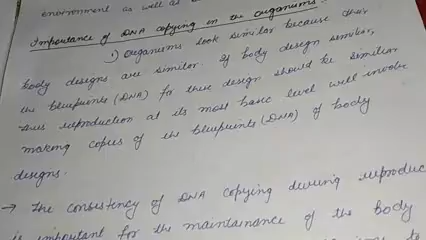 environment as well as
Importance of DNA copying in the organisms:
1) Organisms look similar because their
body designs are similar. If body design similar,
the blueprints (DNA) for these design should be similar
thus reproduction at its most basic level will involve
making copies of the blueprints (DNA) of body
designs.
→ The consistency of DNA copying during reproduc
is important for the maintanance of the body
to